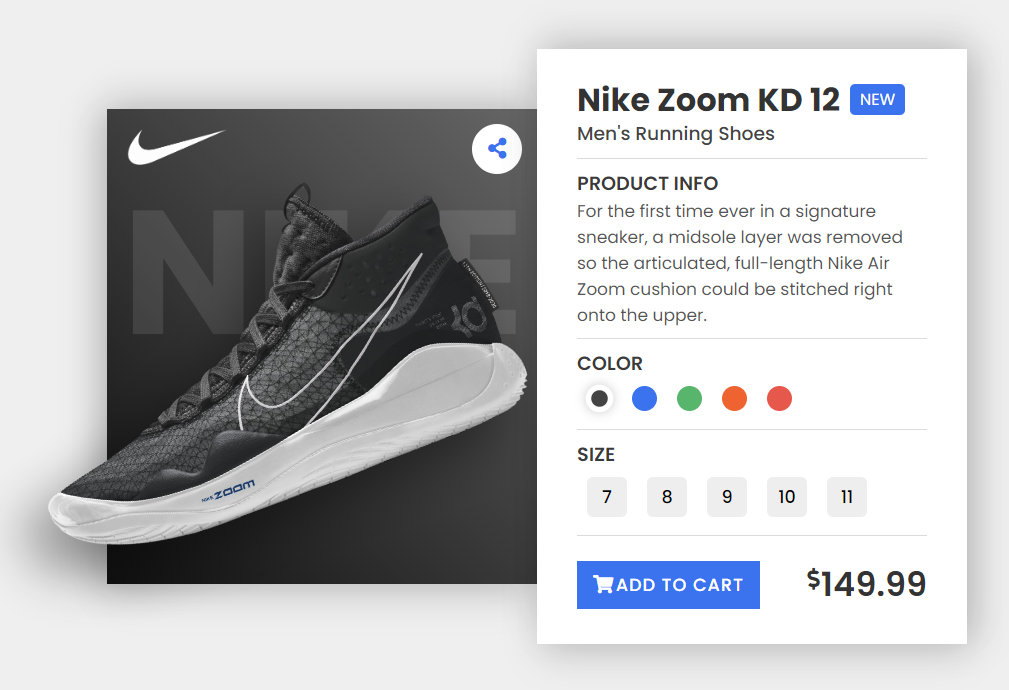 NIKE
NIKE ZOOM
Nike Zoom KD 12 NEW
Men's Running Shoes
PRODUCT INFO
For the first time ever in a signature
sneaker, a midsole layer was removed
so the articulated, full-length Nike Air
Zoom cushion could be stitched right
onto the upper.
COLOR
SIZE
7 8 9 10 11
ADD TO CART $149.99